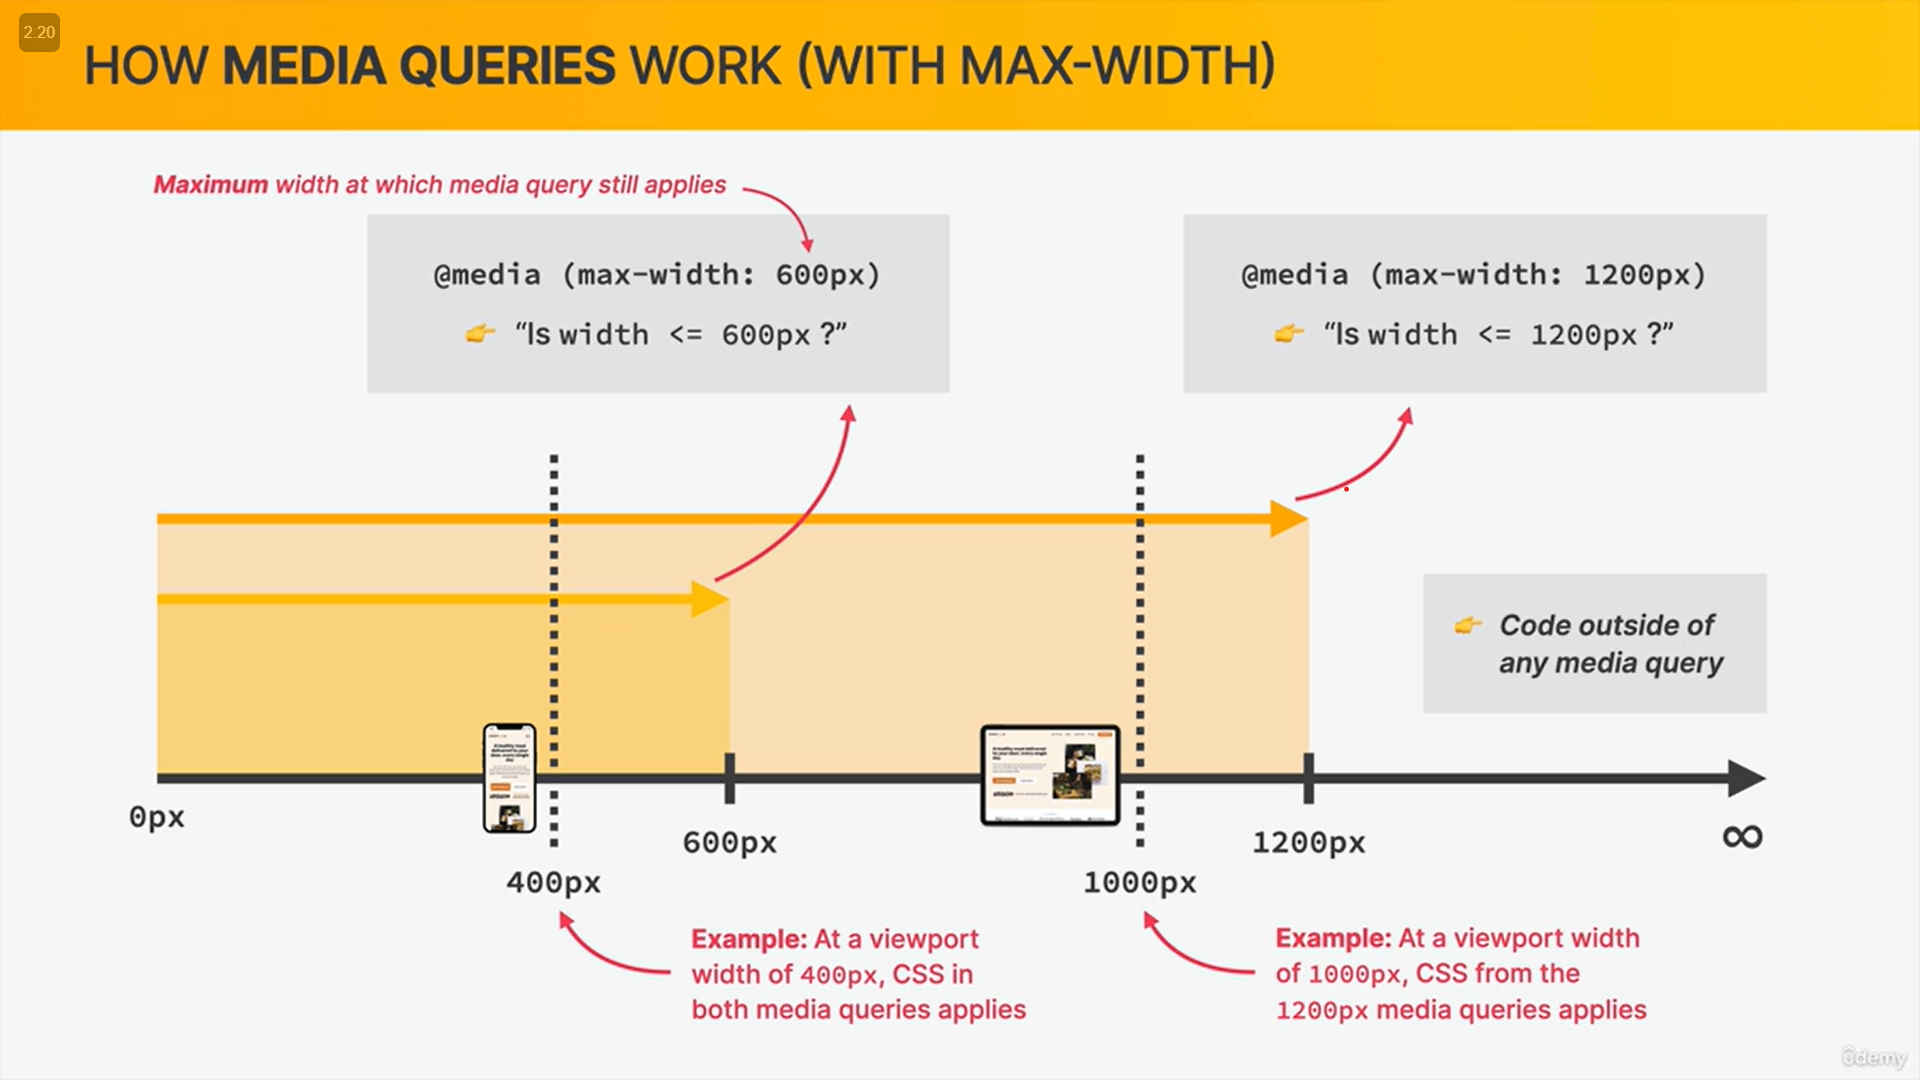 2.20
HOW MEDIA QUERIES WORK (WITH MAX-WIDTH)
Maximum width at which media query still applies
@media (max-width: 600px)
👉 “Is width <= 600px ?”
@media (max-width: 1200px)
👉 “Is width <= 1200px ?”
👉 Code outside of
any media query
0px
600px
1200px
∞
400px
1000px
Example: At a viewport
width of 400px, CSS in
both media queries applies
Example: At a viewport width
of 1000px, CSS from the
1200px media queries applies
ûdemy